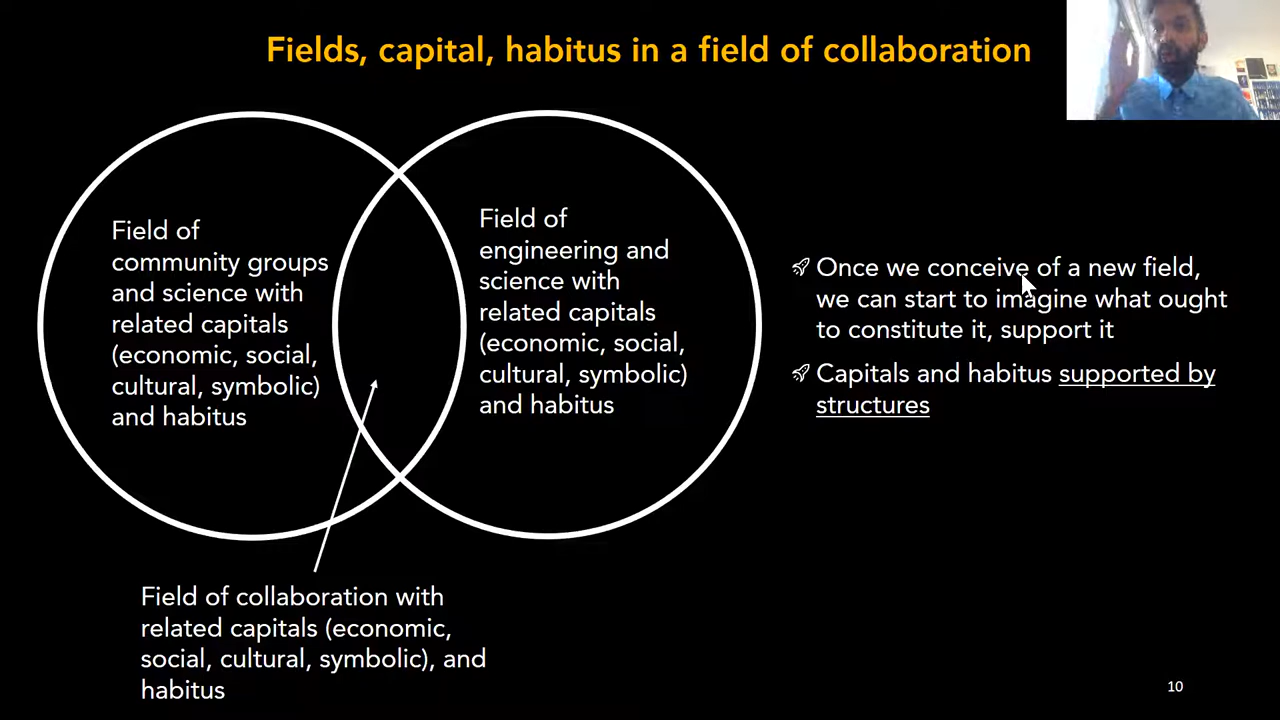 Fields, capital, habitus in a field of collaboration
Field of
community groups
and science with
related capitals
(economic, social,
cultural, symbolic)
and habitus
Field of
engineering and
science with
related capitals
(economic, social,
cultural, symbolic)
and habitus
Once we conceive of a new field,
we can start to imagine what ought
to constitute it, support it
Capitals and habitus supported by
structures
Field of collaboration with
related capitals (economic,
social, cultural, symbolic), and
habitus
10